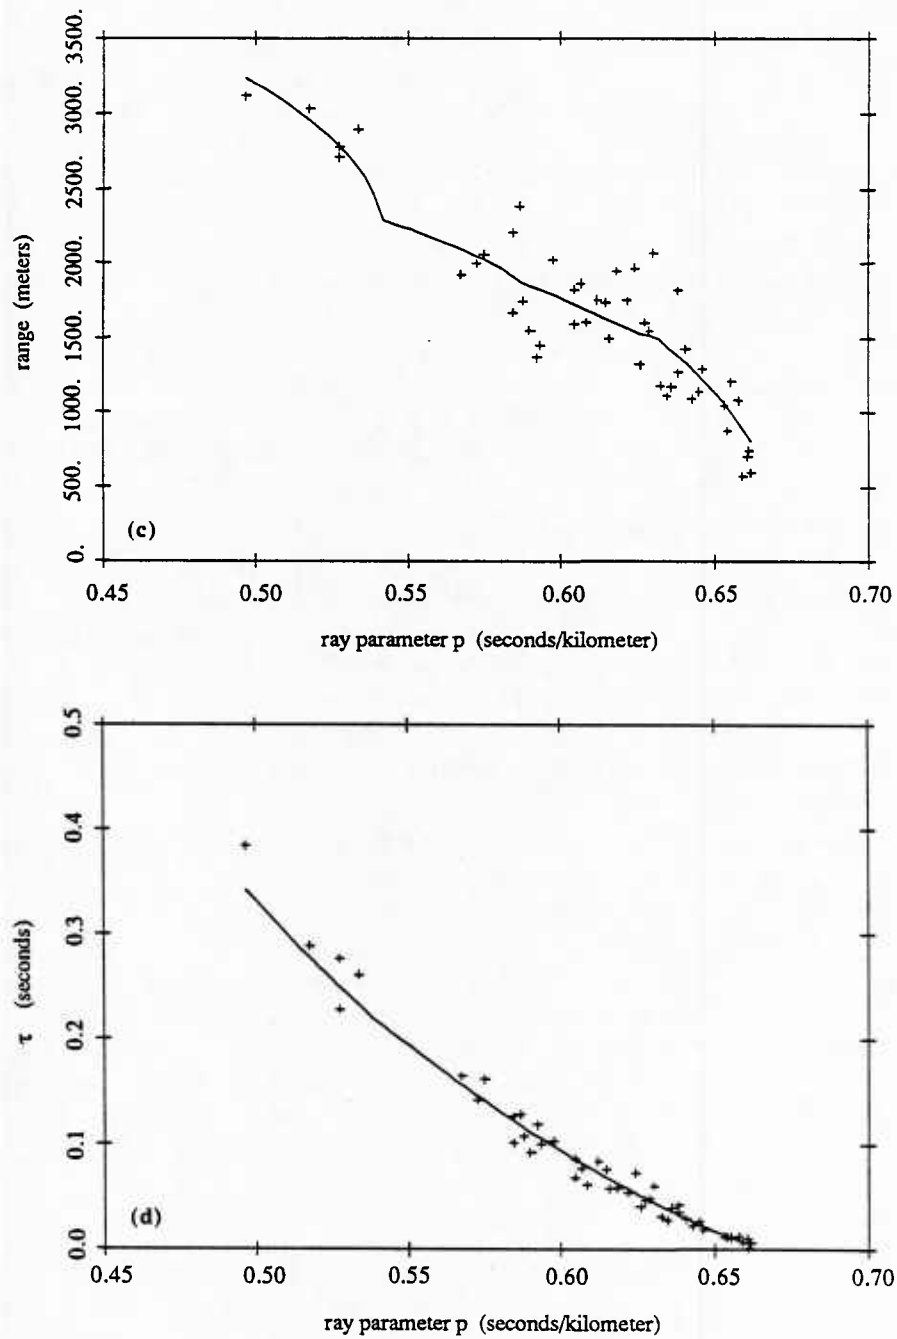 3500.
3000.
2500.
2000.
1500.
1000.
500.
0.
range (meters)
(c)
0.45 0.50 0.55 0.60 0.65 0.70
ray parameter p (seconds/kilometer)
0.5
0.4
0.3
0.2
0.1
0.0
τ (seconds)
(d)
0.45 0.50 0.55 0.60 0.65 0.70
ray parameter p (seconds/kilometer)